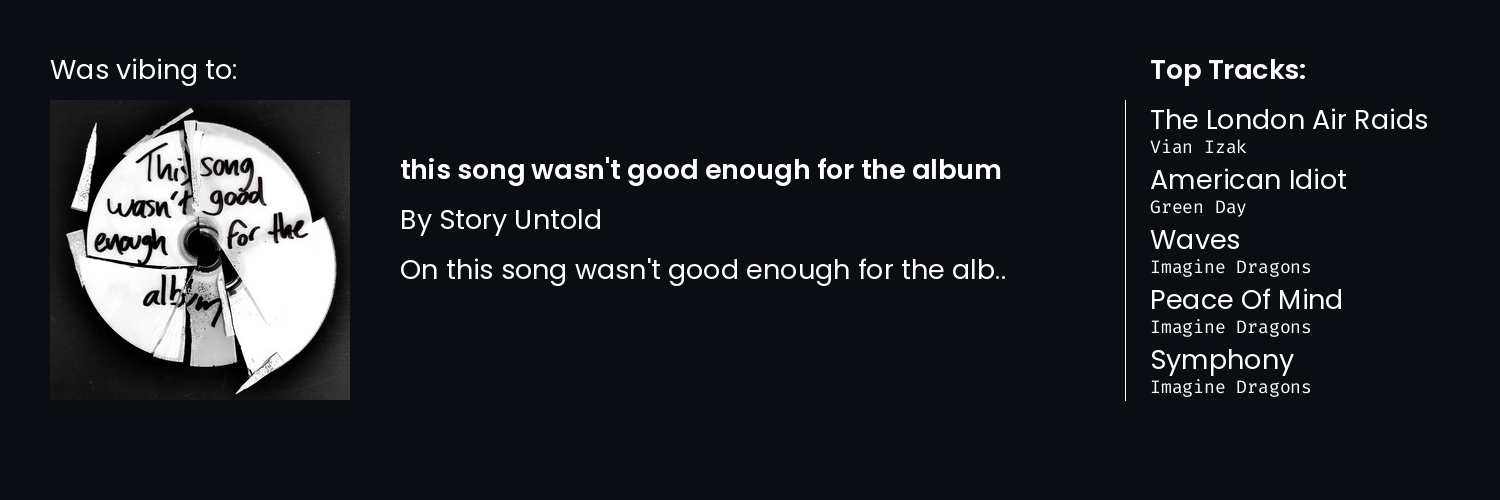 Was vibing to:
This song
wasn't good
enough for the
album
this song wasn't good enough for the album
By Story Untold
On this song wasn't good enough for the alb..
Top Tracks:
The London Air Raids
Vian Izak
American Idiot
Green Day
Waves
Imagine Dragons
Peace Of Mind
Imagine Dragons
Symphony
Imagine Dragons